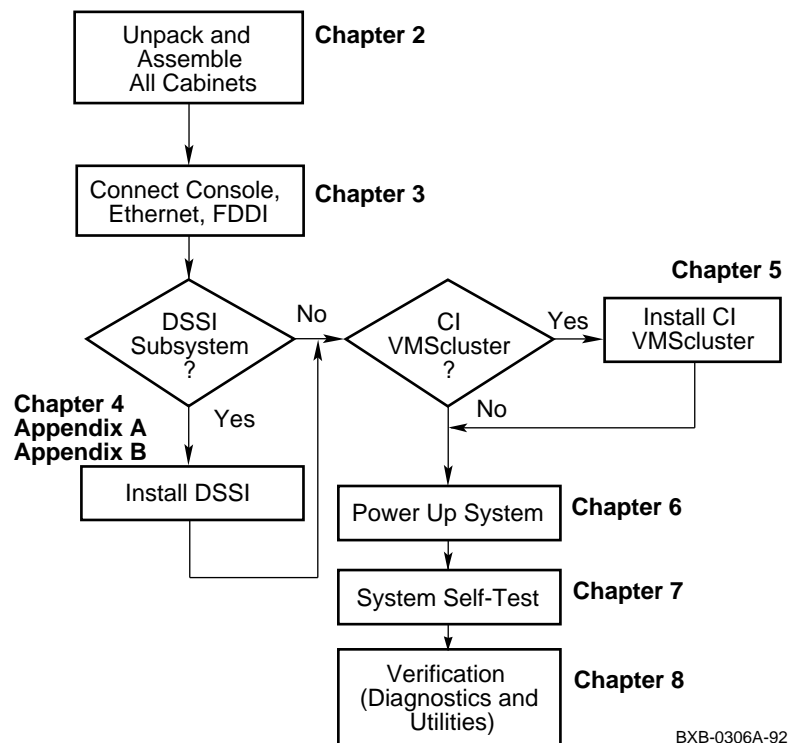 Unpack and
Assemble
All Cabinets
Chapter 2
Connect Console,
Ethernet, FDDI
Chapter 3
DSSI
Subsystem
?
No
Yes
Chapter 4
Appendix A
Appendix B
Install DSSI
CI
VMScluster
?
Yes
No
Chapter 5
Install CI
VMScluster
Power Up System
Chapter 6
System Self-Test
Chapter 7
Verification
(Diagnostics and
Utilities)
Chapter 8
BXB-0306A-92